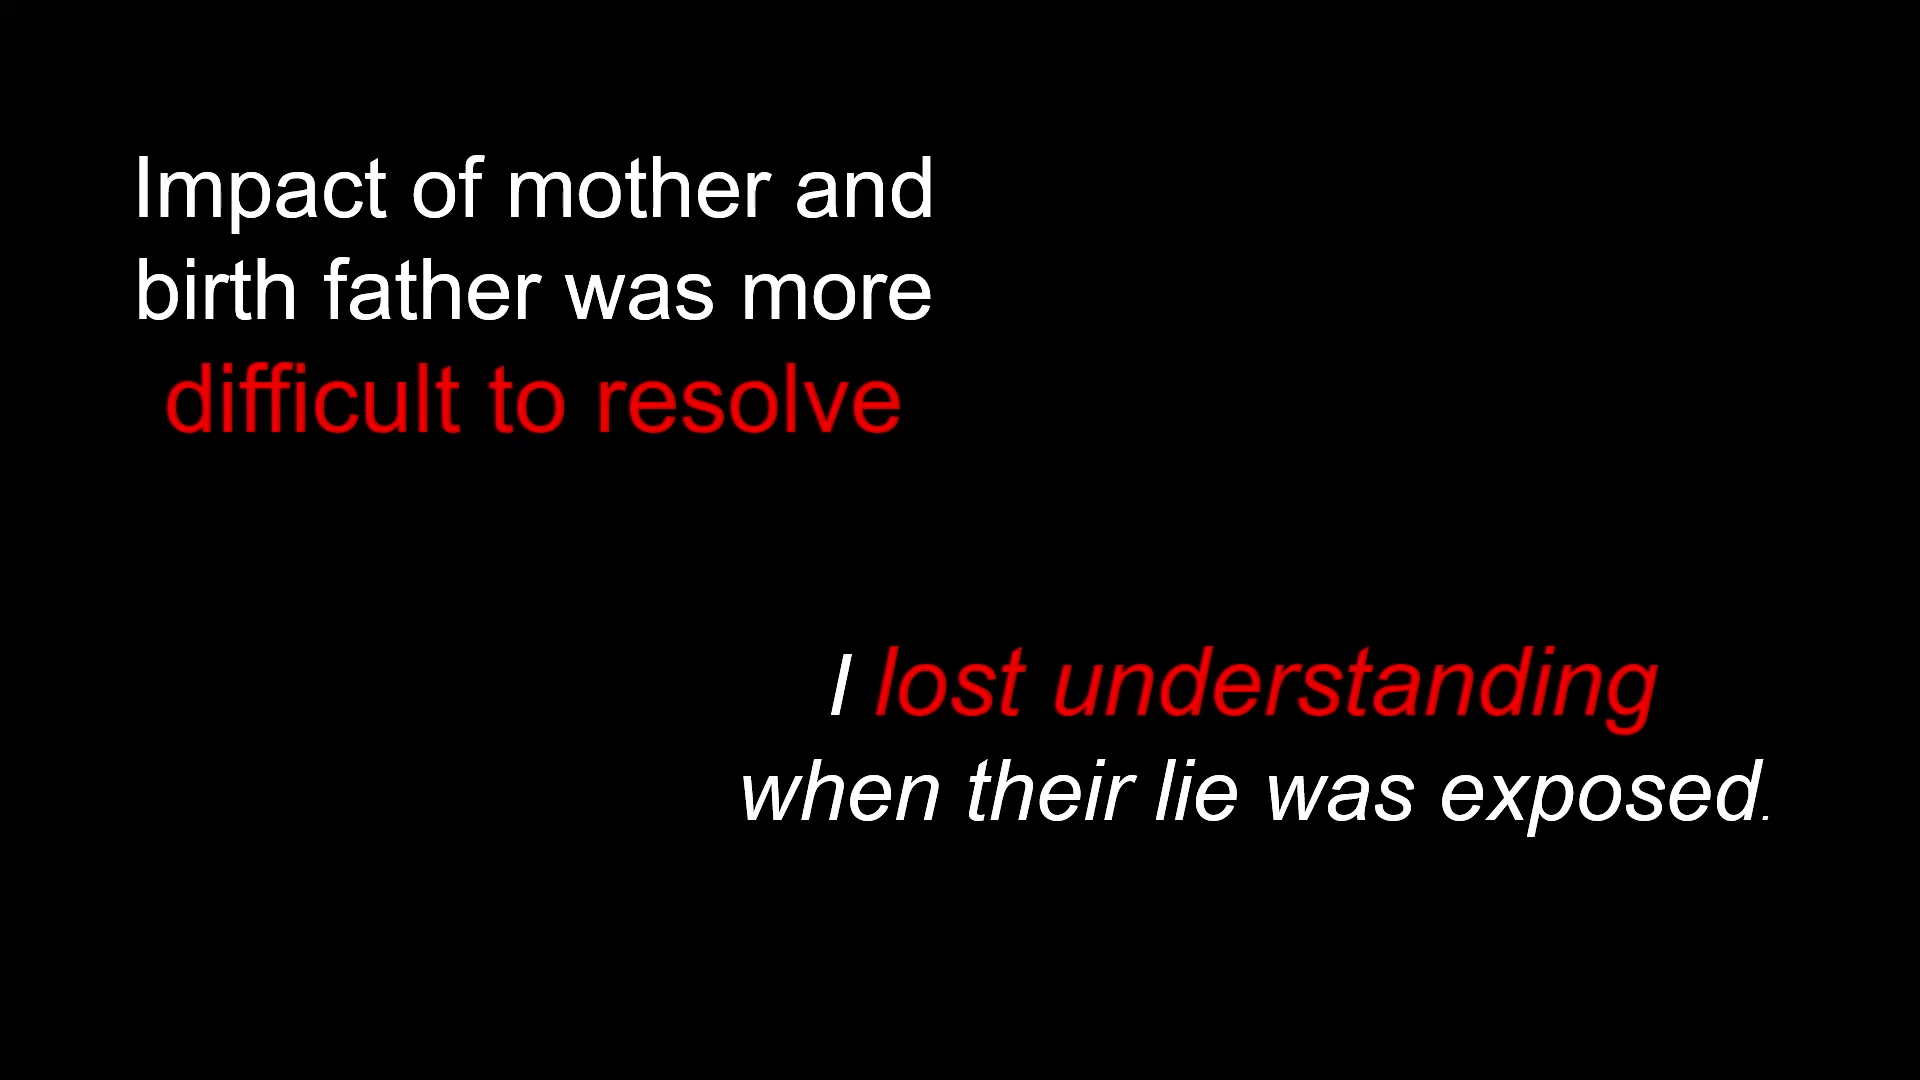 Impact of mother and
birth father was more
difficult to resolve
I lost understanding
when their lie was exposed.